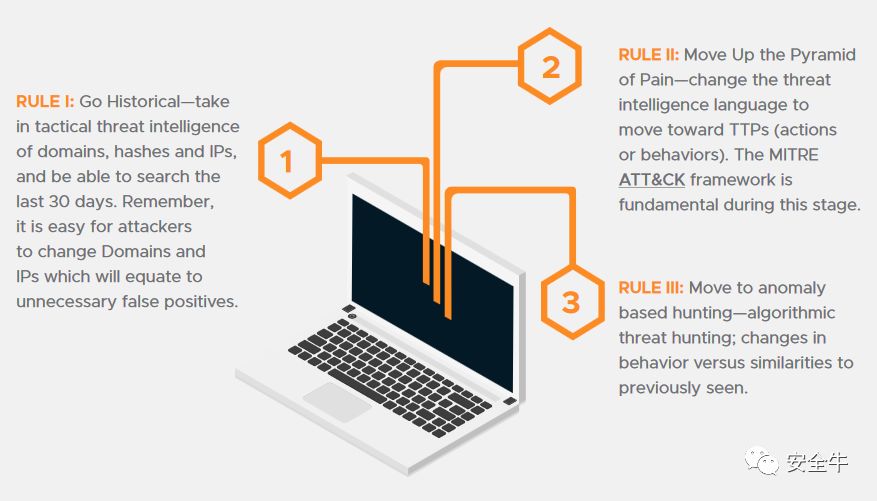 RULE I: Go Historical—take
in tactical threat intelligence
of domains, hashes and IPs,
and be able to search the
last 30 days. Remember,
it is easy for attackers
to change Domains and
IPs which will equate to
unnecessary false positives.
1
2
RULE II: Move Up the Pyramid
of Pain—change the threat
intelligence language to
move toward TTPs (actions
or behaviors). The MITRE
ATT&CK framework is
fundamental during this stage.
3
RULE III: Move to anomaly
based hunting—algorithmic
threat hunting; changes in
behavior versus similarities to
previously seen.
安全牛